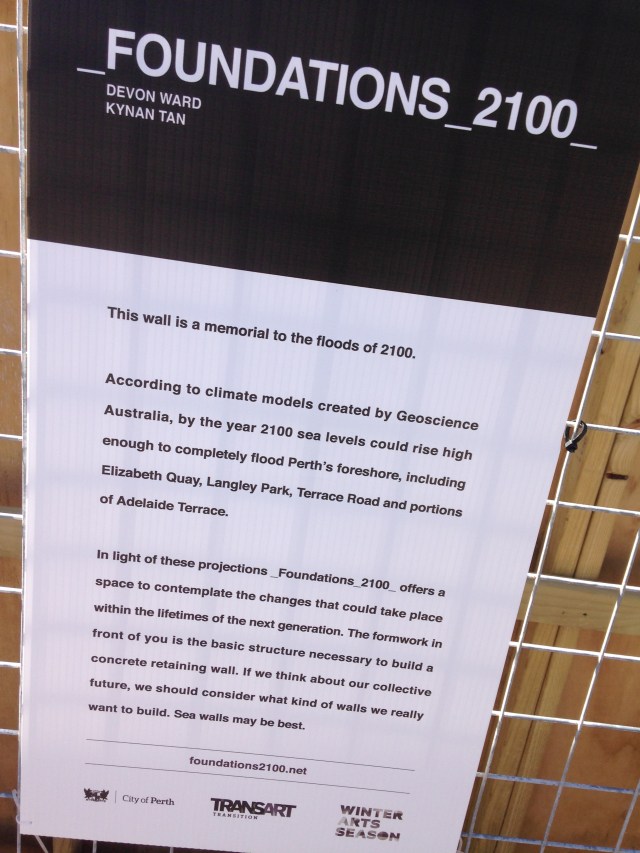 _FOUNDATIONS_2100_
DEVON WARD
KYNAN TAN
This wall is a memorial to the floods of 2100.
According to climate models created by Geoscience
Australia, by the year 2100 sea levels could rise high
enough to completely flood Perth's foreshore, including
Elizabeth Quay, Langley Park, Terrace Road and portions
of Adelaide Terrace.
In light of these projections _Foundations_2100_ offers a
space to contemplate the changes that could take place
within the lifetimes of the next generation. The formwork in
front of you is the basic structure necessary to build a
concrete retaining wall. If we think about our collective
future, we should consider what kind of walls we really
want to build. Sea walls may be best.
foundations2100.net
City of Perth
TRANSART
TRANSITION
WINTER
ARTS
SEASON